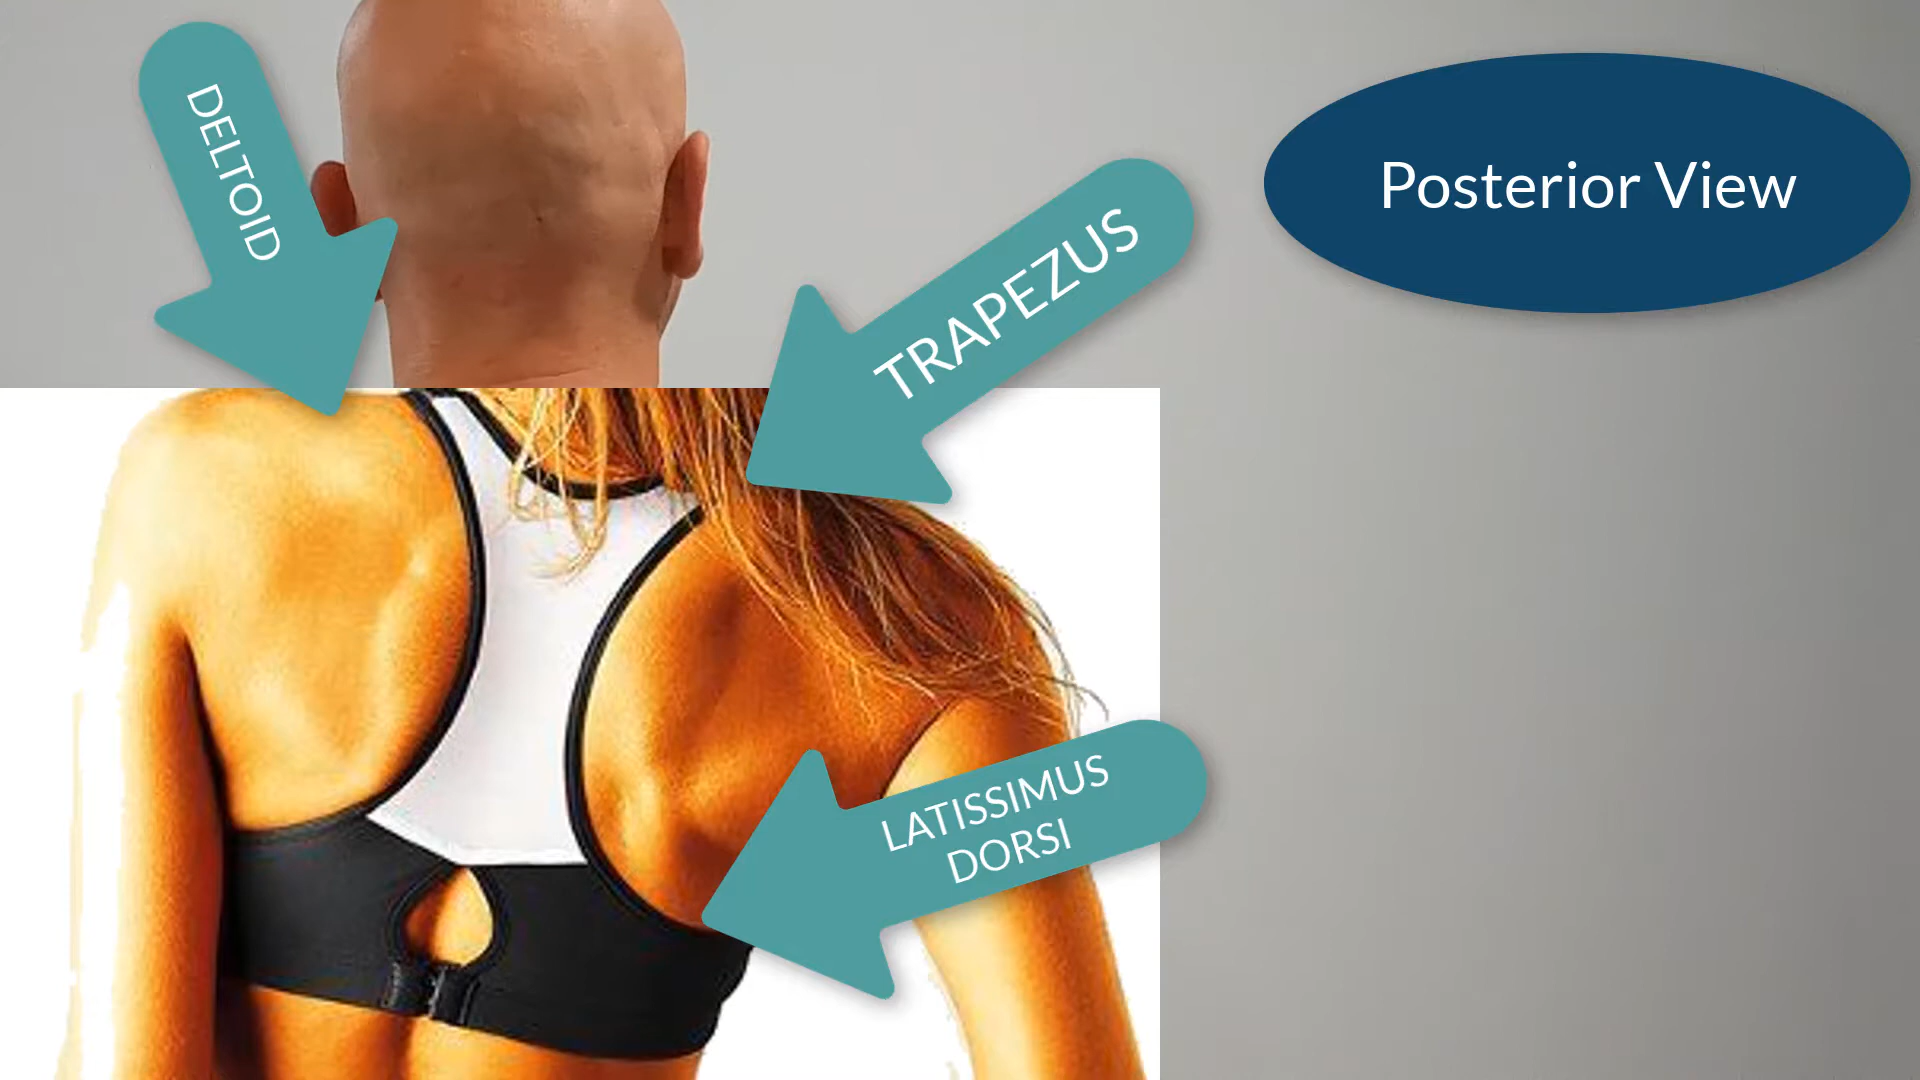 DELTOID
TRAPEZUS
Posterior View
LATISSIMUS
DORSI